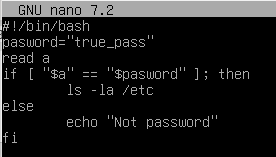 GNU nano 7.2
#!/bin/bash
pasword="true_pass"
read a
if [ "$a" == "$pasword" ]; then
        ls -la /etc
else
        echo "Not password"
fi